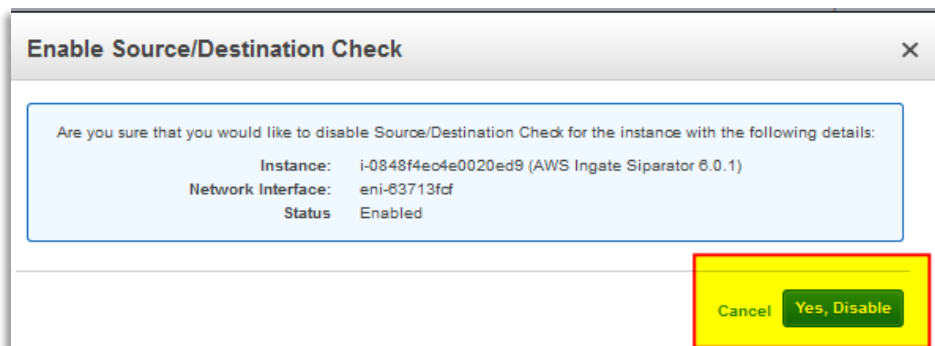 Enable Source/Destination Check ×
Are you sure that you would like to disable Source/Destination Check for the instance with the following details:
Instance: i-0848f4ec4e0020ed9 (AWS Ingate Siparator 6.0.1)
Network Interface: eni-63713fcf
Status Enabled
Cancel Yes, Disable